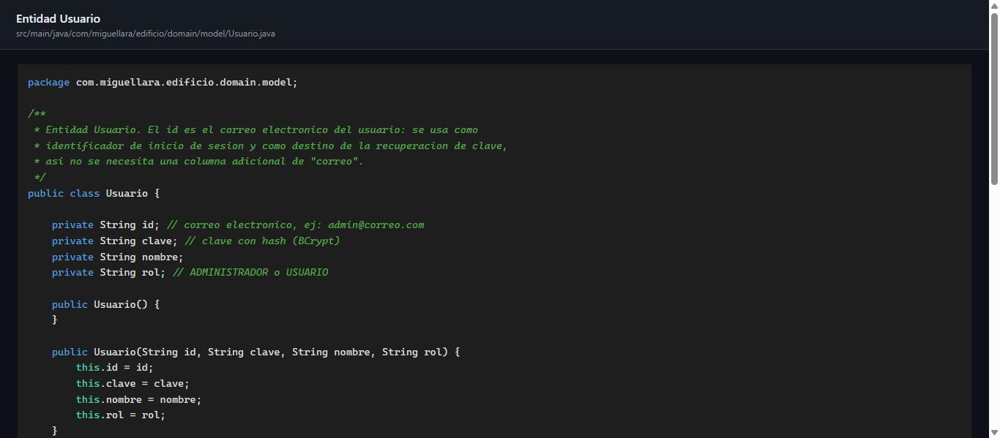 Entidad Usuario
src/main/java/com/miguellara/edificio/domain/model/Usuario.java
package com.miguellara.edificio.domain.model;
/**
 * Entidad Usuario. El id es el correo electronico del usuario: se usa como
 * identificador de inicio de sesion y como destino de la recuperacion de clave,
 * asi no se necesita una columna adicional de "correo".
 */
public class Usuario {
    private String id; // correo electronico, ej: admin@correo.com
    private String clave; // clave con hash (BCrypt)
    private String nombre;
    private String rol; // ADMINISTRADOR o USUARIO
    public Usuario() {
    }
    public Usuario(String id, String clave, String nombre, String rol) {
        this.id = id;
        this.clave = clave;
        this.nombre = nombre;
        this.rol = rol;
    }